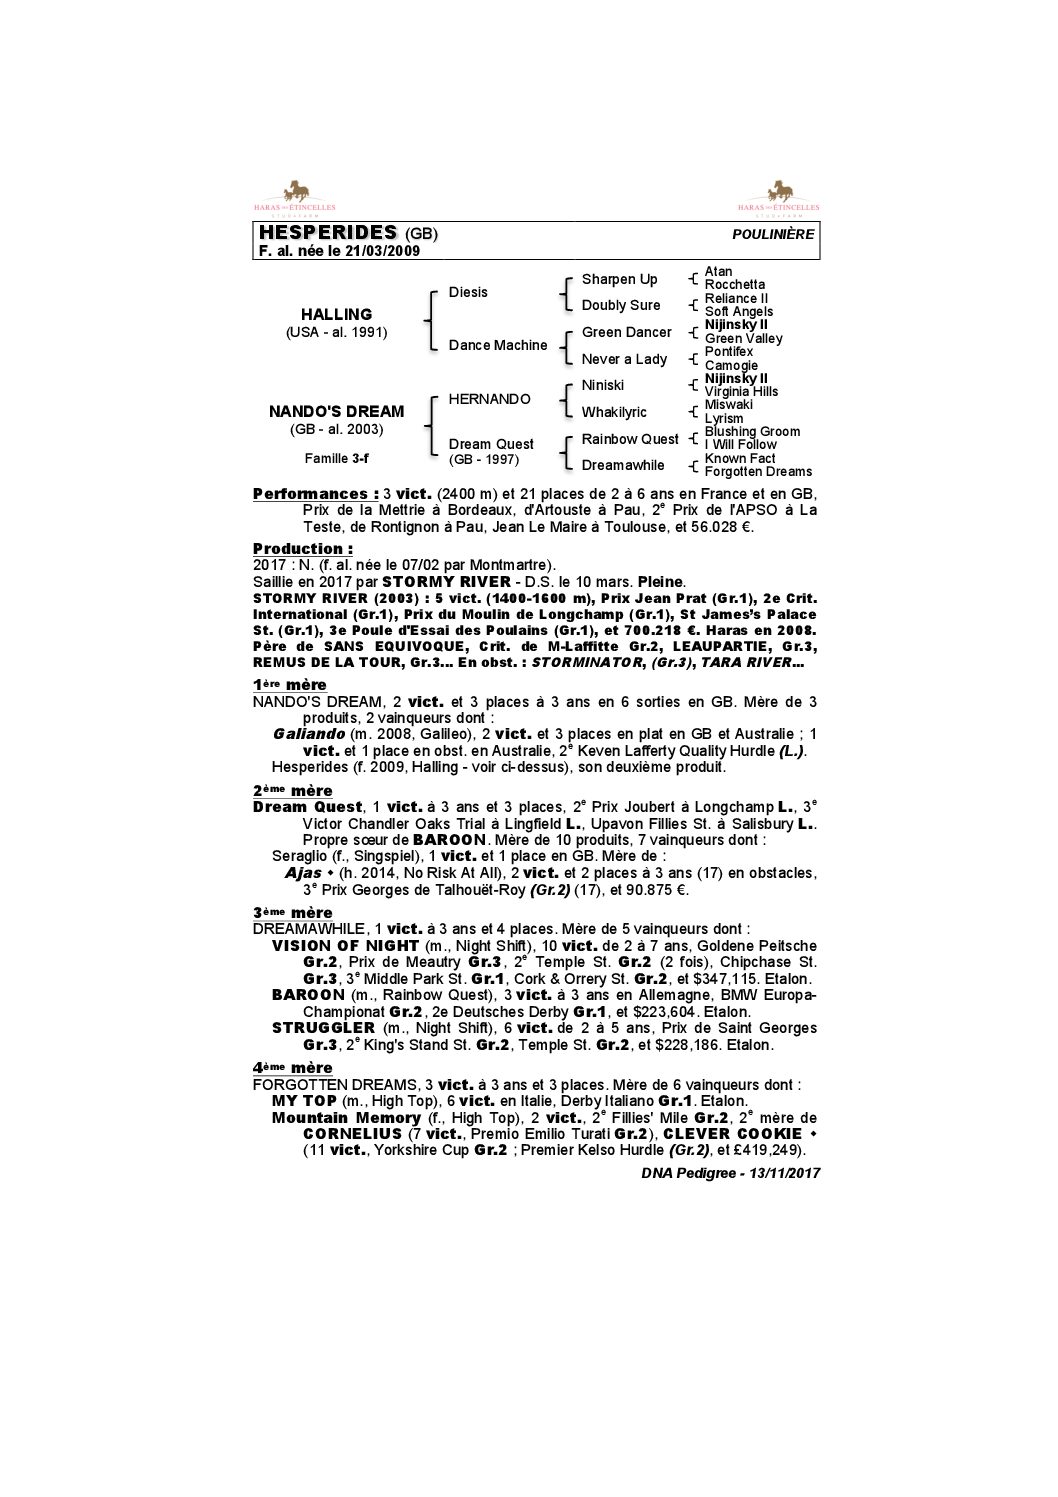 HARAS DES ÉTINCELLES
STUDFARM
HARAS DES ÉTINCELLES
STUDFARM
HESPERIDES (GB) POULINIÈRE
F. al. née le 21/03/2009
Atan
Sharpen Up
Rocchetta
Diesis
Reliance II
Doubly Sure
Soft Angels
HALLING
(USA - al. 1991)
Nijinsky II
Green Dancer
Green Valley
Dance Machine
Pontifex
Never a Lady
Camogie
Nijinsky II
Niniski
Virginia Hills
HERNANDO
Miswaki
Whakilyric
Lyrism
NANDO'S DREAM
(GB - al. 2003)
Blushing Groom
Rainbow Quest
I Will Follow
Dream Quest
(GB - 1997)
Famille 3-f
Known Fact
Dreamawhile
Forgotten Dreams
Performances : 3 vict. (2400 m) et 21 places de 2 à 6 ans en France et en GB,
Prix de la Mettrie à Bordeaux, d'Artouste à Pau, 2e Prix de l'APSO à La
Teste, de Rontignon à Pau, Jean Le Maire à Toulouse, et 56.028 €.
Production :
2017 : N. (f. al. née le 07/02 par Montmartre).
Saillie en 2017 par STORMY RIVER - D.S. le 10 mars. Pleine.
STORMY RIVER (2003) : 5 vict. (1400-1600 m), Prix Jean Prat (Gr.1), 2e Crit.
International (Gr.1), Prix du Moulin de Longchamp (Gr.1), St James's Palace
St. (Gr.1), 3e Poule d'Essai des Poulains (Gr.1), et 700.218 €. Haras en 2008.
Père de SANS EQUIVOQUE, Crit. de M-Laffitte Gr.2, LEAUPARTIE, Gr.3,
REMUS DE LA TOUR, Gr.3... En obst. : STORMINATOR, (Gr.3), TARA RIVER...
1ère mère
NANDO'S DREAM, 2 vict. et 3 places à 3 ans en 6 sorties en GB. Mère de 3
produits, 2 vainqueurs dont :
Galiando (m. 2008, Galileo), 2 vict. et 3 places en plat en GB et Australie ; 1
vict. et 1 place en obst. en Australie, 2e Keven Lafferty Quality Hurdle (L.).
Hesperides (f. 2009, Halling - voir ci-dessus), son deuxième produit.
2ème mère
Dream Quest, 1 vict. à 3 ans et 3 places, 2e Prix Joubert à Longchamp L., 3e
Victor Chandler Oaks Trial à Lingfield L., Upavon Fillies St. à Salisbury L..
Propre sœur de BAROON. Mère de 10 produits, 7 vainqueurs dont :
Seraglio (f., Singspiel), 1 vict. et 1 place en GB. Mère de :
Ajas ♦ (h. 2014, No Risk At All), 2 vict. et 2 places à 3 ans (17) en obstacles,
3e Prix Georges de Talhouët-Roy (Gr.2) (17), et 90.875 €.
3ème mère
DREAMAWHILE, 1 vict. à 3 ans et 4 places. Mère de 5 vainqueurs dont :
VISION OF NIGHT (m., Night Shift), 10 vict. de 2 à 7 ans, Goldene Peitsche
Gr.2, Prix de Meautry Gr.3, 2e Temple St. Gr.2 (2 fois), Chipchase St.
Gr.3, 3e Middle Park St. Gr.1, Cork & Orrery St. Gr.2, et $347,115. Etalon.
BAROON (m., Rainbow Quest), 3 vict. à 3 ans en Allemagne, BMW Europa-
Championat Gr.2, 2e Deutsches Derby Gr.1, et $223,604. Etalon.
STRUGGLER (m., Night Shift), 6 vict. de 2 à 5 ans, Prix de Saint Georges
Gr.3, 2e King's Stand St. Gr.2, Temple St. Gr.2, et $228,186. Etalon.
4ème mère
FORGOTTEN DREAMS, 3 vict. à 3 ans et 3 places. Mère de 6 vainqueurs dont :
MY TOP (m., High Top), 6 vict. en Italie, Derby Italiano Gr.1. Etalon.
Mountain Memory (f., High Top), 2 vict., 2e Fillies' Mile Gr.2, 2e mère de
CORNELIUS (7 vict., Premio Emilio Turati Gr.2), CLEVER COOKIE ♦
(11 vict., Yorkshire Cup Gr.2 ; Premier Kelso Hurdle (Gr.2), et £419,249).
DNA Pedigree - 13/11/2017